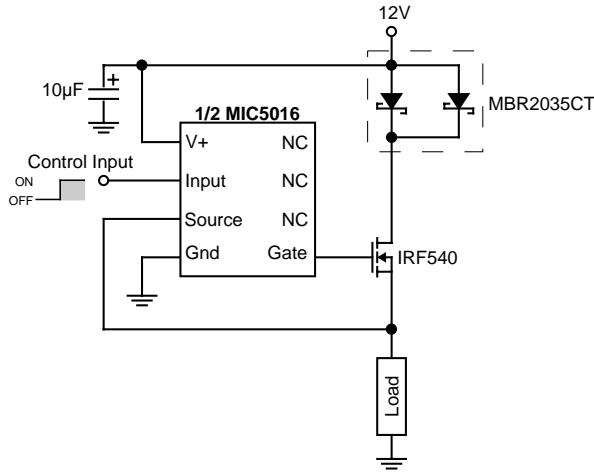 12V
10µF
+
MBR2035CT
1/2 MIC5016
V+ NC
Control Input
ON
OFF
Input NC
Source NC
Gnd Gate
IRF540
Load